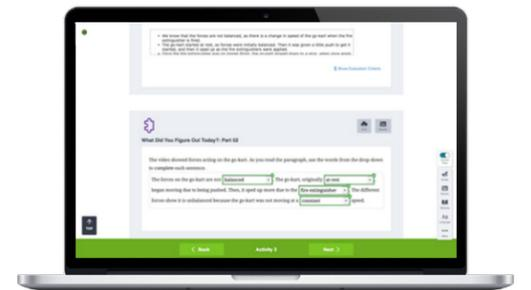 We know that the forces are not balanced, as there is a change in speed of the go-kart when the fire
extinguisher is fired.
The go-kart started at rest, so forces were initially balanced. Then it was given a little push to get it
started, and then it sped up as the fire extinguishers were applied.
Show Evaluation Criteria
What Did You Figure Out Today?: Part 02
The video showed forces acting on the go-kart. As you read the paragraph, use the words from the drop down
to complete each sentence.
The forces on the go-kart are not balanced . The go-kart, originally at rest ,
began moving due to being pushed. Then, it sped up more due to the fire extinguisher . The different
forces show it is unbalanced because the go-kart was not moving at a constant speed.
TOP
Back
Activity 3
Next